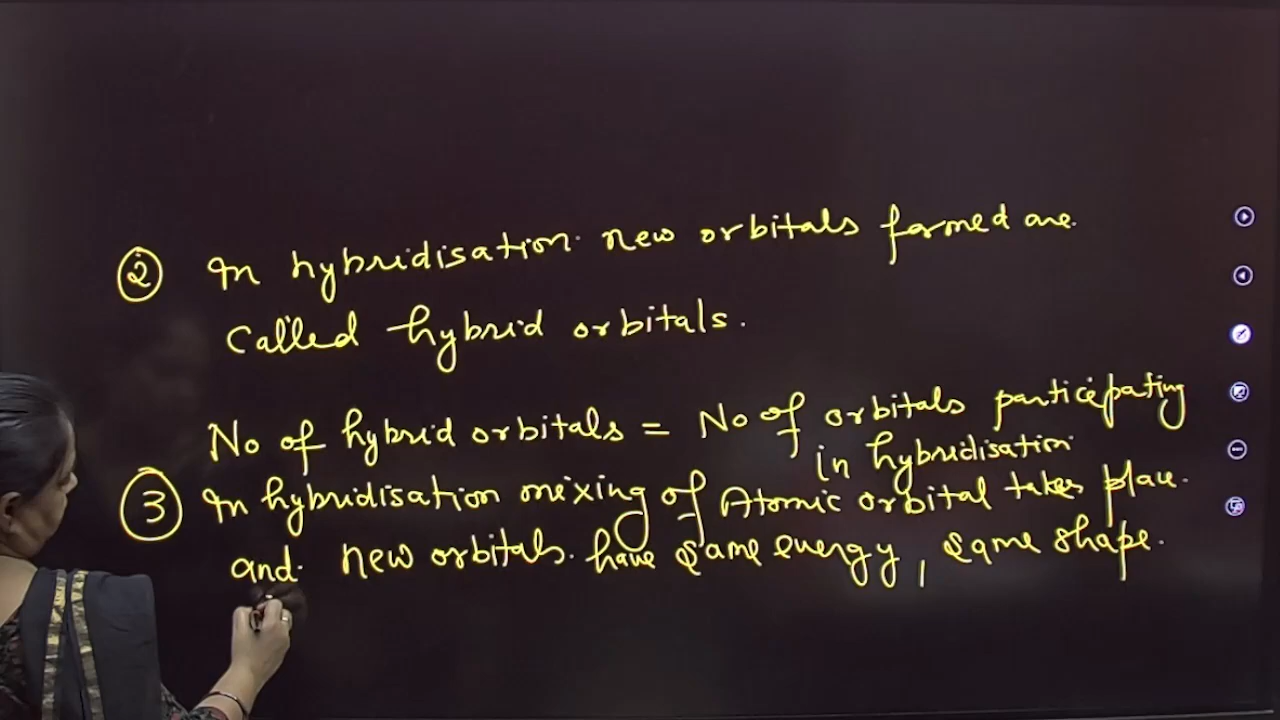 ② In hybridisation new orbitals formed are
called hybrid orbitals.
No of hybrid orbitals = No of orbitals participating
in hybridisation
③ In hybridisation mixing of Atomic orbital takes place.
and new orbitals have same energy, same shape.